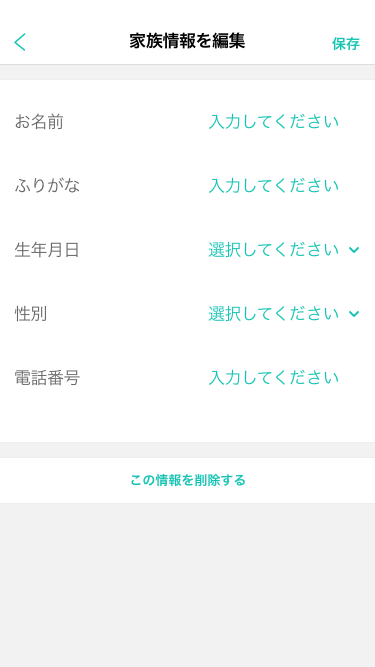 家族情報を編集
保存
お名前
入力してください
ふりがな
入力してください
生年月日
選択してください
性別
選択してください
電話番号
入力してください
この情報を削除する